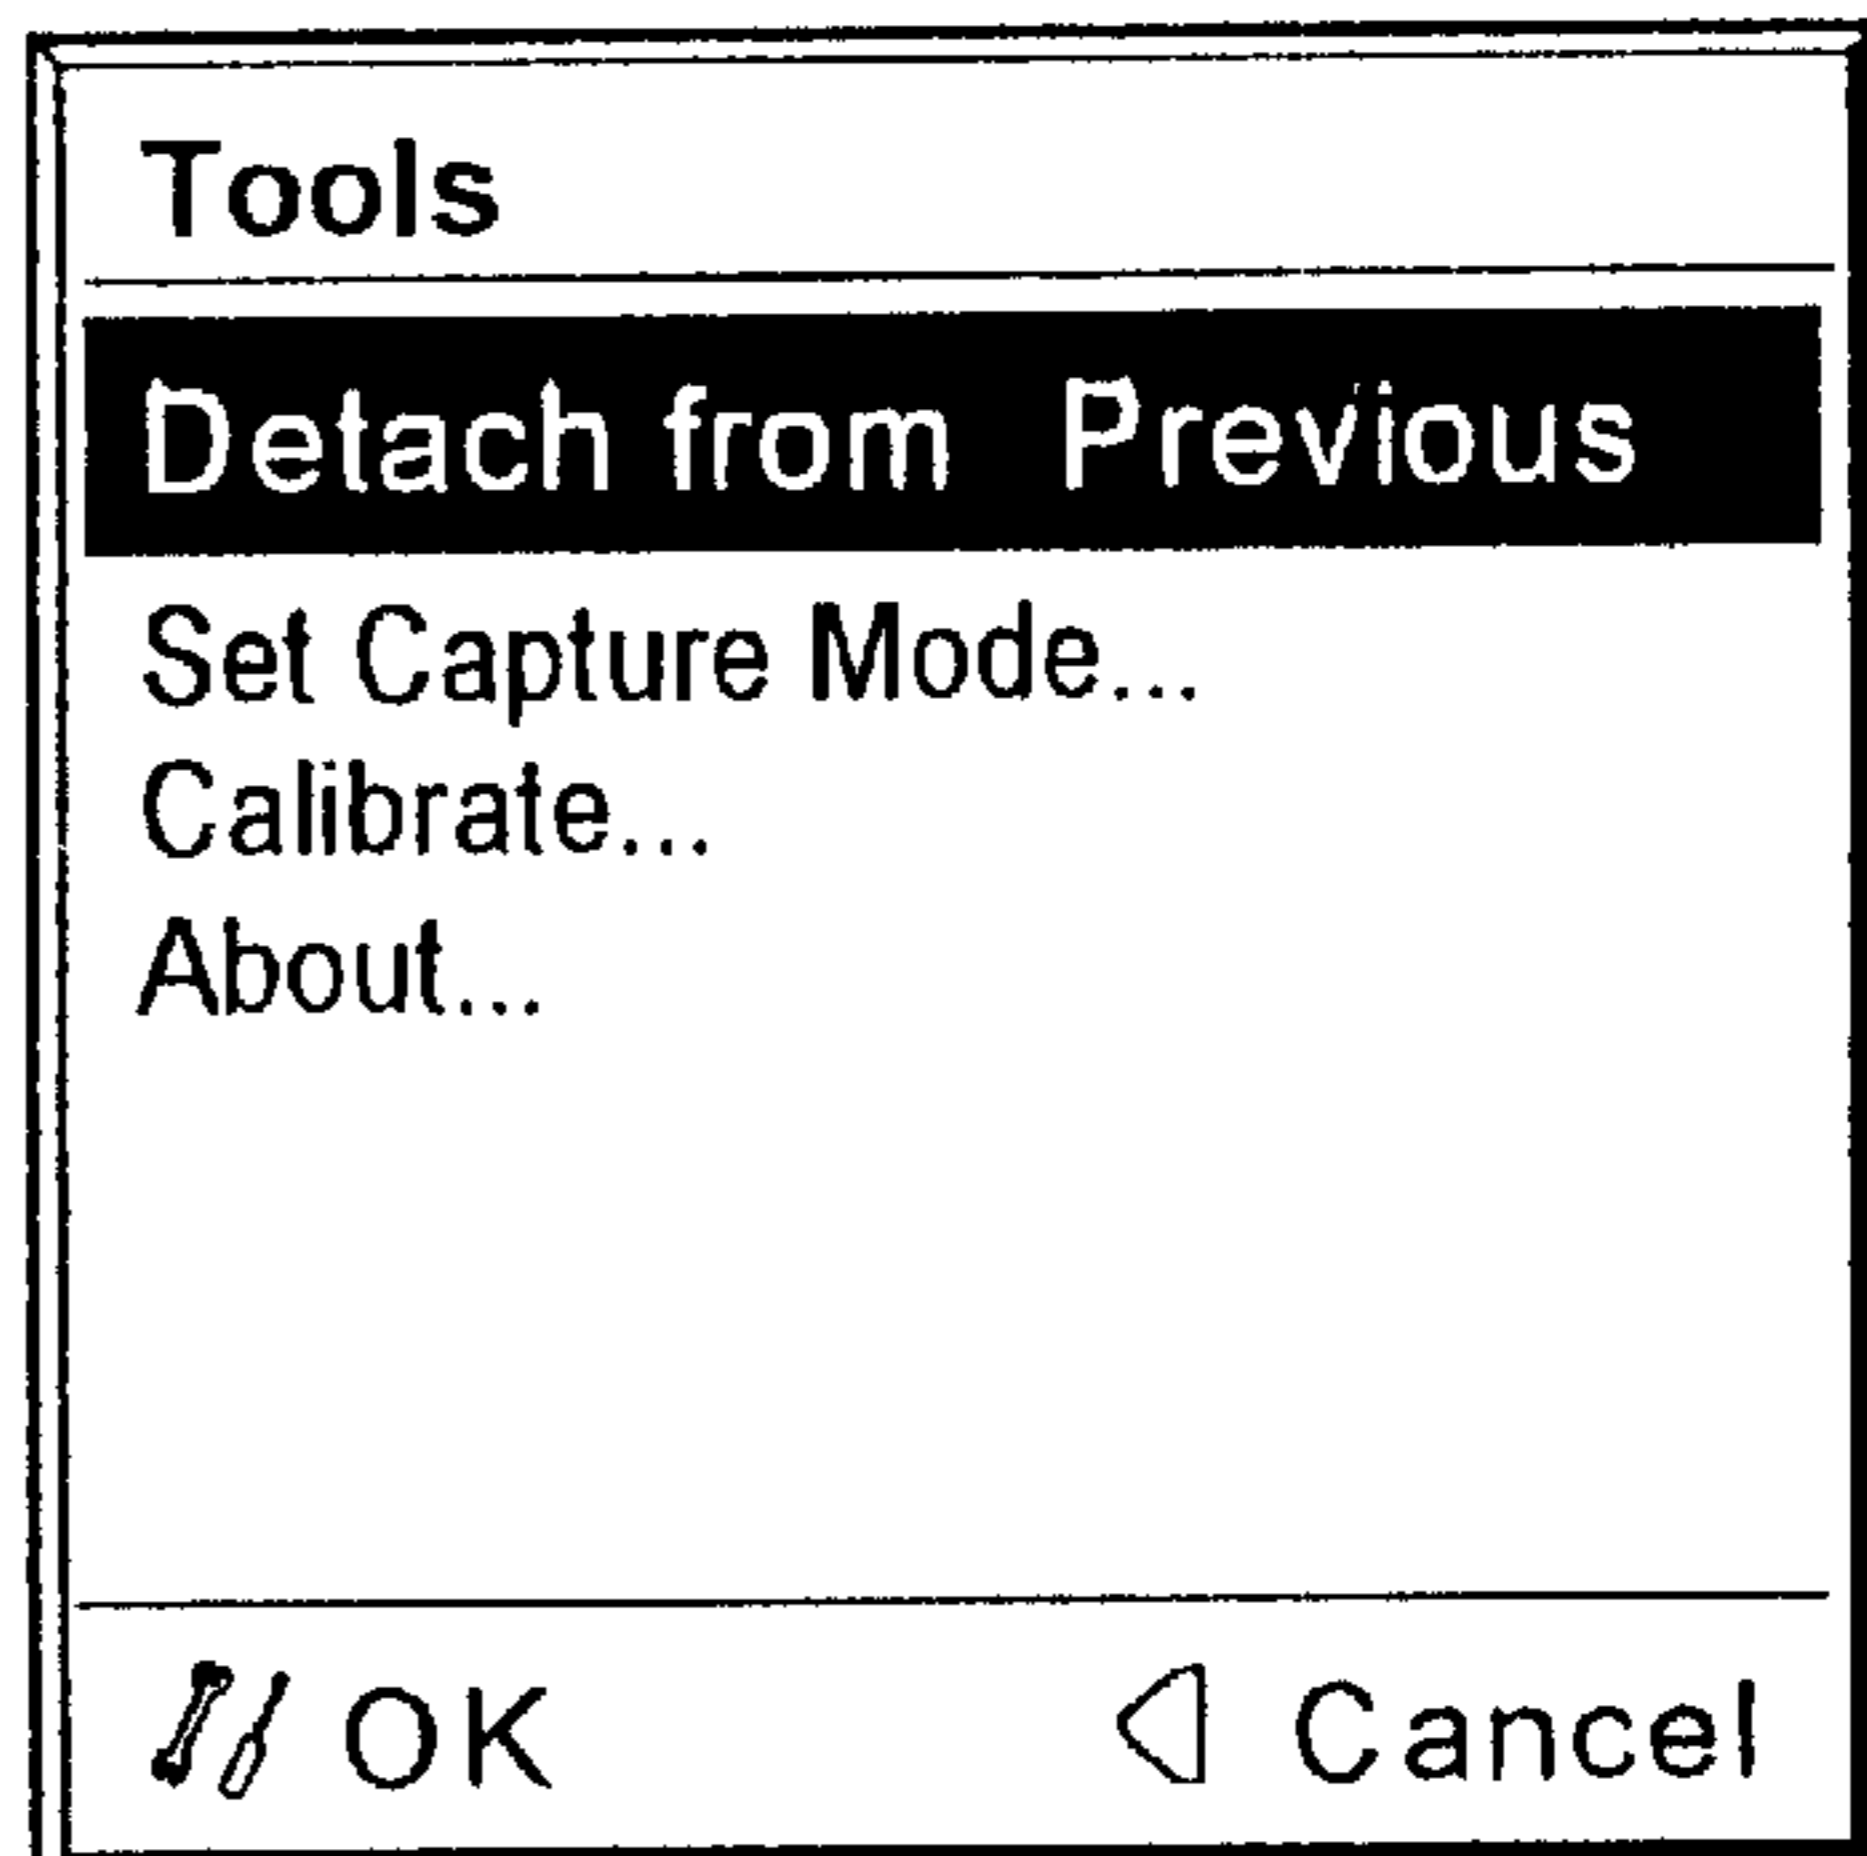 Tools
Detach from Previous
Set Capture Mode...
Calibrate...
About...
OK Cancel